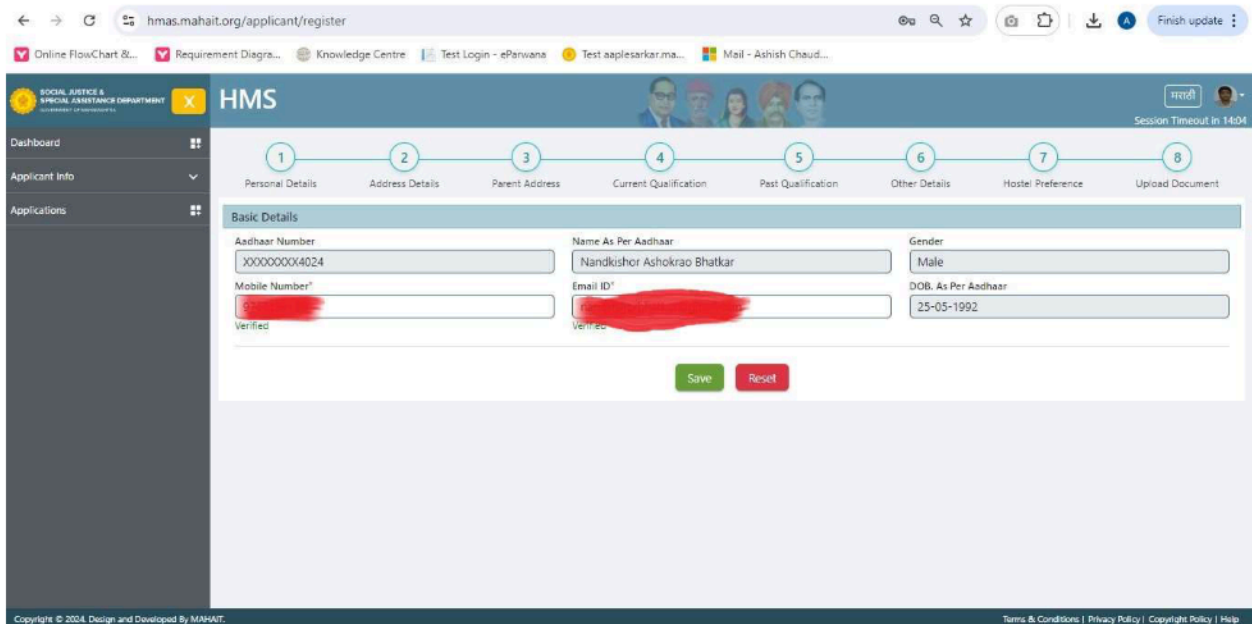 hmas.mahait.org/applicant/register
Finish update
Online FlowChart &...
Requirement Diagra...
Knowledge Centre
Test Login - eParwana
Test aaplesarkar.ma...
Mail - Ashish Chaud...
SOCIAL JUSTICE &
SPECIAL ASSISTANCE DEPARTMENT
X
HMS
मराठी
Session Timeout in 14:04
Dashboard
Applicant Info
Applications
1 2 3 4 5 6 7 8
Personal Details Address Details Parent Address Current Qualification Past Qualification Other Details Hostel Preference Upload Document
Basic Details
Aadhaar Number Name As Per Aadhaar Gender
XXXXXXXX4024 Nandkishor Ashokrao Bhatkar Male
Mobile Number* Email ID* DOB. As Per Aadhaar
25-05-1992
Verified Verified
Save Reset
Copyright © 2024. Design and Developed By MAHAIT. Terms & Conditions | Privacy Policy | Copyright Policy | Help